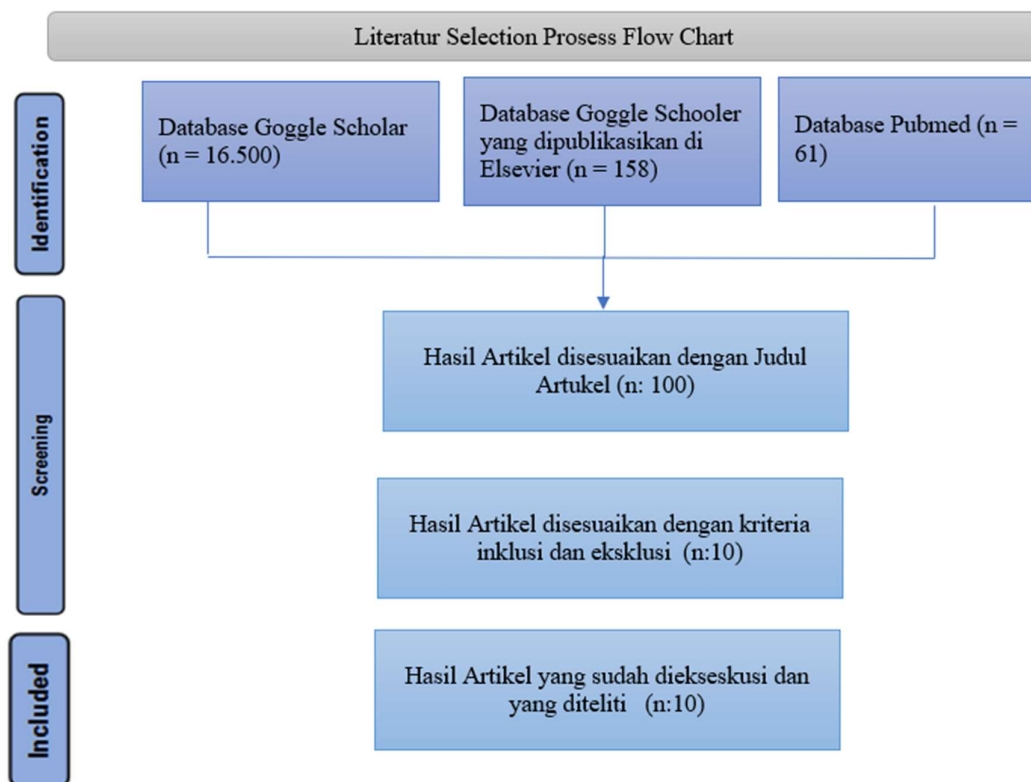 Literatur Selection Prosess Flow Chart
Identification
Database Goggle Scholar
(n = 16.500)
Database Goggle Schooler
yang dipublikasikan di
Elsevier (n = 158)
Database Pubmed (n =
61)
Screening
Hasil Artikel disesuaikan dengan Judul
Artukel (n: 100)
Hasil Artikel disesuaikan dengan kriteria
inklusi dan eksklusi (n:10)
Included
Hasil Artikel yang sudah diekseskusi dan
yang diteliti (n:10)